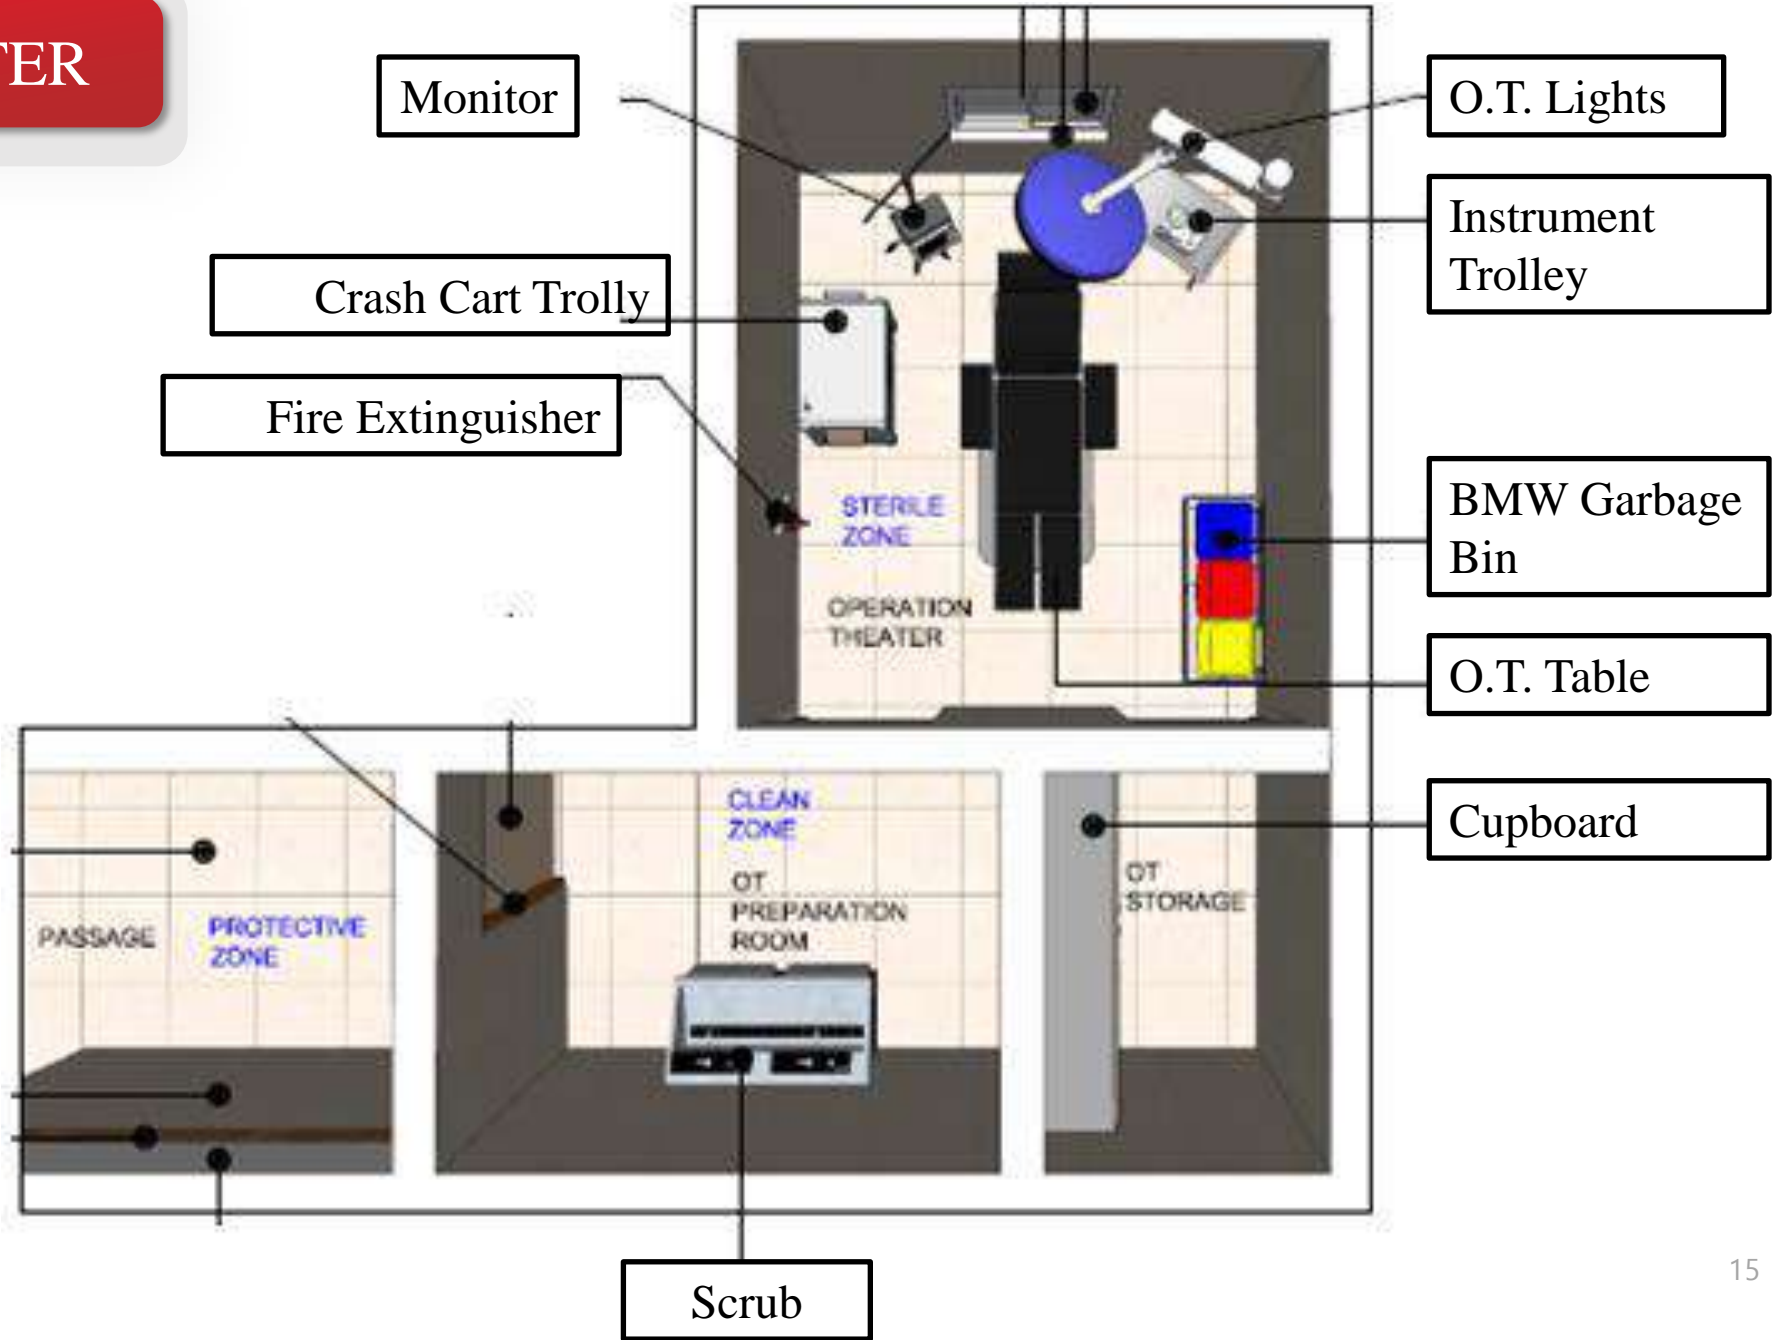 TER
Monitor
O.T. Lights
Instrument
Trolley
Crash Cart Trolly
Fire Extinguisher
STERILE
ZONE
BMW Garbage
Bin
OPERATION
THEATER
O.T. Table
Cupboard
CLEAN
ZONE
OT
PREPARATION
ROOM
OT
STORAGE
PASSAGE
PROTECTIVE
ZONE
Scrub
15